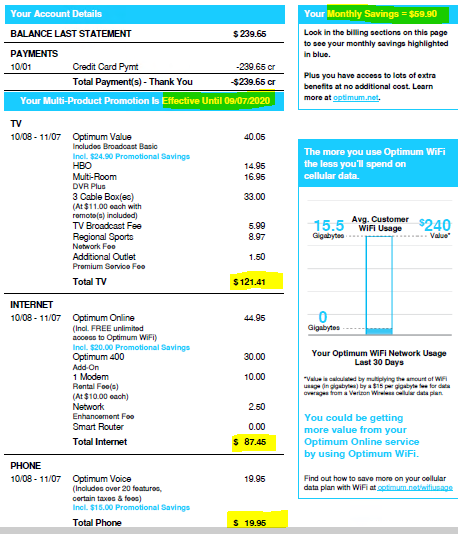 Your Account Details
BALANCE LAST STATEMENT $ 239.65
PAYMENTS
10/01 Credit Card Pymt -239.65 cr
Total Payment(s) - Thank You -$239.65 cr
Your Multi-Product Promotion Is Effective Until 09/07/2020
TV
10/08 - 11/07 Optimum Value 40.05
Includes Broadcast Basic
Incl. $24.90 Promotional Savings
HBO 14.95
Multi-Room 16.95
DVR Plus
3 Cable Box(es) 33.00
(At $11.00 each with
remote(s) included)
TV Broadcast Fee 5.99
Regional Sports 8.97
Network Fee
Additional Outlet 1.50
Premium Service Fee
Total TV $ 121.41
INTERNET
10/08 - 11/07 Optimum Online 44.95
(Incl. FREE unlimited
access to Optimum WiFi)
Incl. $20.00 Promotional Savings
Optimum 400 30.00
Add-On
1 Modem 10.00
Rental Fee(s)
(At $10.00 each)
Network 2.50
Enhancement Fee
Smart Router 0.00
Total Internet $ 87.45
PHONE
10/08 - 11/07 Optimum Voice 19.95
(Includes over 20 features,
certain taxes & fees)
Incl. $15.00 Promotional Savings
Total Phone $ 19.95
Your Monthly Savings = $59.90
Look in the billing sections on this page
to see your monthly savings highlighted
in blue.
Plus you have access to lots of extra
benefits at no additional cost. Learn
more at optimum.net.
The more you use Optimum WiFi
the less you'll spend on
cellular data.
15.5 Gigabytes
Avg. Customer
WiFi Usage
$240 Value*
0
Gigabytes
Your Optimum WiFi Network Usage
Last 30 Days
*Value is calculated by multiplying the amount of WiFi
usage (in gigabytes) by a $15 per gigabyte fee for data
overages from a Verizon Wireless cellular data plan.
You could be getting
more value from your
Optimum Online service
by using Optimum WiFi.
Find out how to save more on your cellular
data plan with WiFi at optimum.net/wifiusage